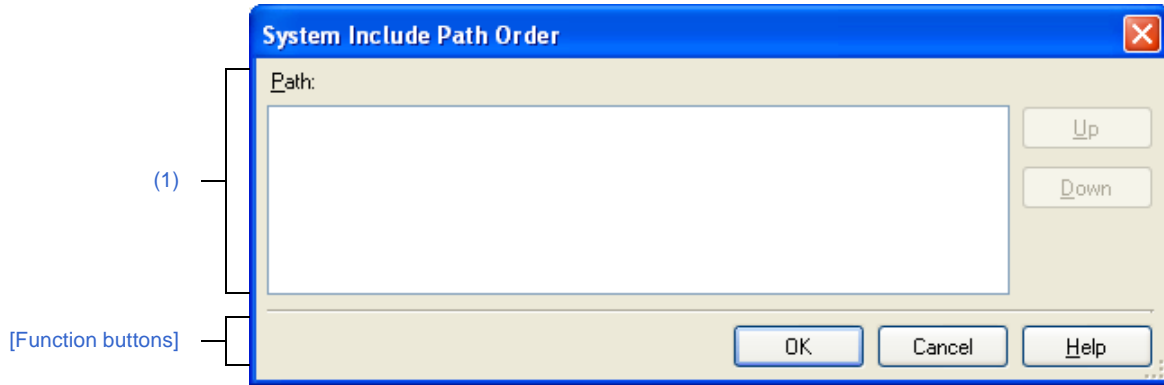 System Include Path Order
Path:
Up
(1)
Down
[Function buttons]
OK Cancel Help